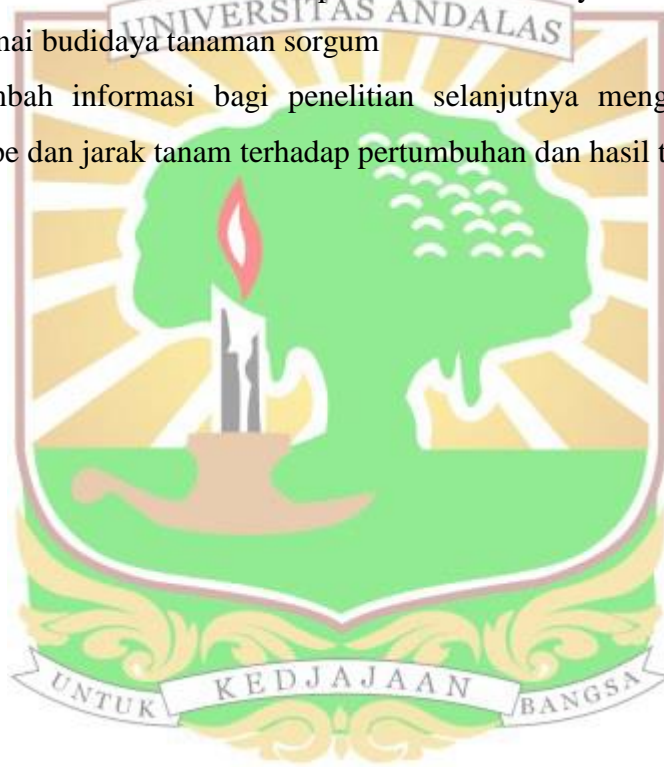 UNIVERSITAS ANDALAS
nai budidaya tanaman sorgum
nbah informasi bagi penelitian selanjutnya meng
pe dan jarak tanam terhadap pertumbuhan dan hasil t
UNTUK KEDJAJAAN BANGSA